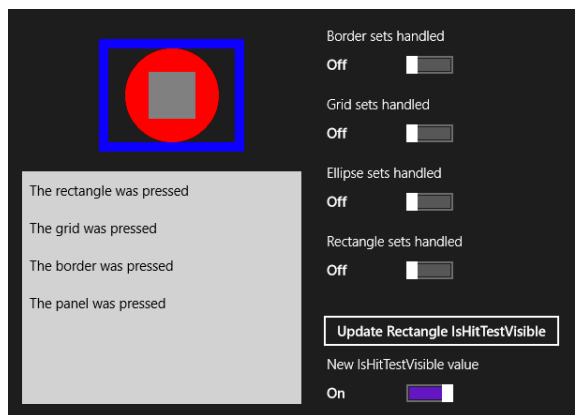 Border sets handled
Off
Grid sets handled
Off
Ellipse sets handled
Off
Rectangle sets handled
Off
Update Rectangle IsHitTestVisible
New IsHitTestVisible value
On
The rectangle was pressed
The grid was pressed
The border was pressed
The panel was pressed